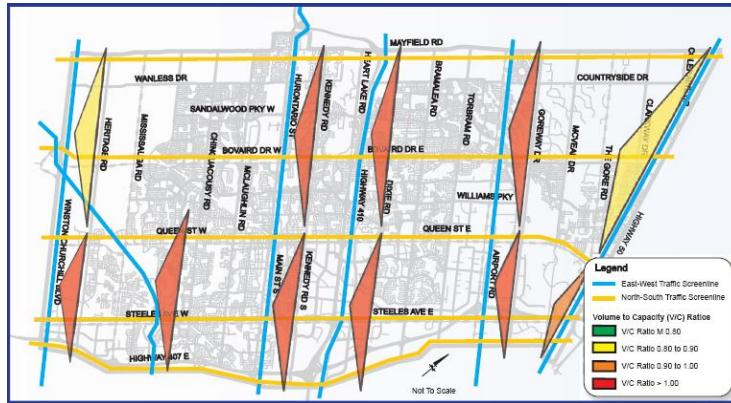 MAYFIELD RD
WANLESS DR
COUNTRYSIDE DR
SANDALWOOD PKY W
HURONTARIO ST
KENNEDY RD
HEART LAKE RD
BRAMALEA RD
TORBRAM RD
GOREWAY DR
MCVEAN DR
THE GORE RD
CLARKWAY DR
HERITAGE RD
MISSISSAUGA RD
CHINGUACOUSY RD
MCLAUGHLIN RD
BOVAIRD DR W
BOVAIRD DR E
HIGHWAY 410
DIXIE RD
WILLIAMS PKY
HIGHWAY 50
WINSTON CHURCHILL BLVD
QUEEN ST W
QUEEN ST E
MAIN ST S
KENNEDY RD S
AIRPORT RD
STEELES AVE W
STEELES AVE E
HIGHWAY 407 E
Not To Scale
Legend
East-West Traffic Screenline
North-South Traffic Screenline
Volume to Capacity (V/C) Ratios
V/C Ratio M 0.80
V/C Ratio 0.80 to 0.90
V/C Ratio 0.90 to 1.00
V/C Ratio > 1.00